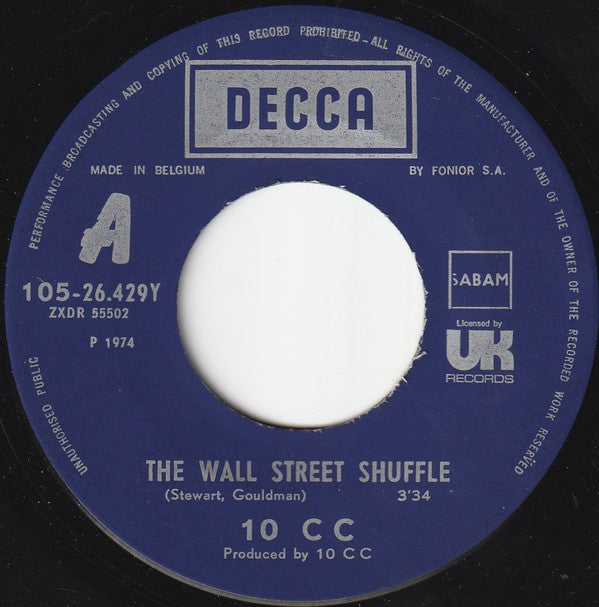 UNAUTHORISED PUBLIC PERFORMANCE BROADCASTING AND COPYING OF THIS RECORD PROHIBITED - ALL RIGHTS OF THE MANUFACTURER AND OF THE OWNER OF THE RECORDED WORK RESERVED
DECCA
MADE IN BELGIUM
BY FONIOR S.A.
A
105-26.429Y
ZXDR 55502
P 1974
SABAM
Licensed by
UK
RECORDS
THE WALL STREET SHUFFLE
(Stewart, Gouldman) 3'34
10 C C
Produced by 10 C C